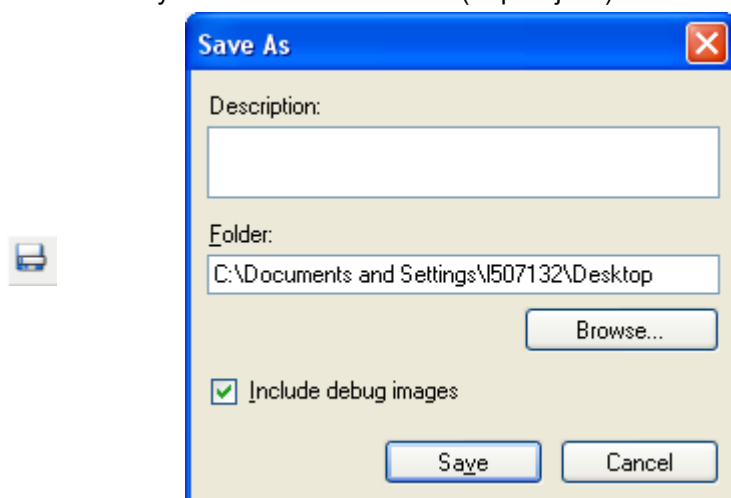 Save As
Description:
Folder:
C:\Documents and Settings\I507132\Desktop
Browse...
Include debug images
Save
Cancel